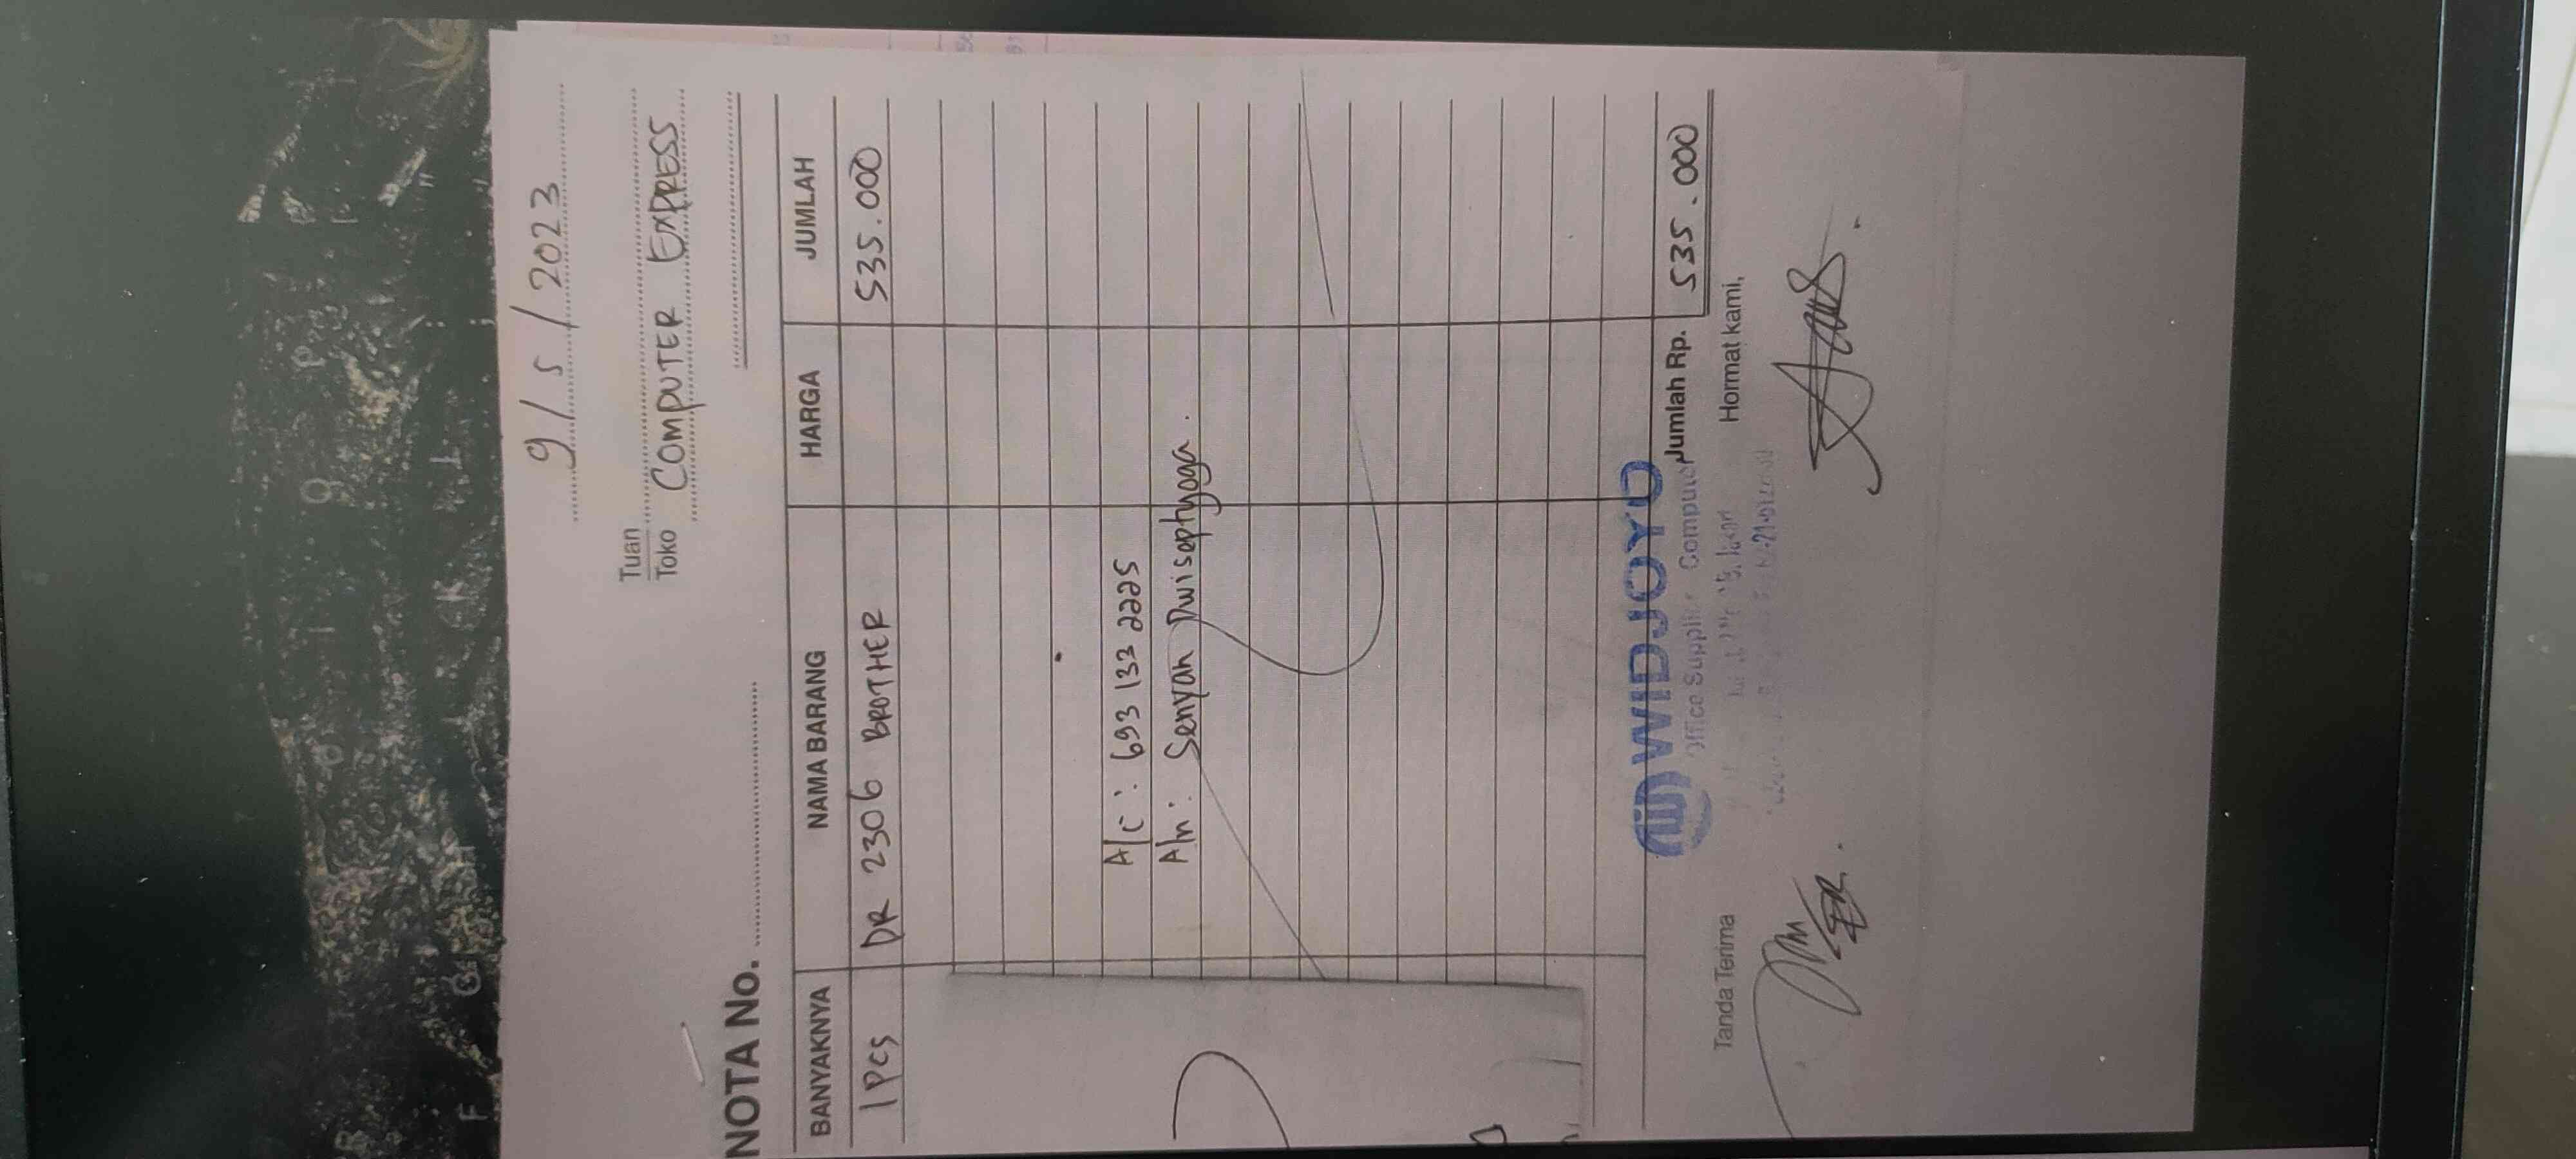 9/5/2023
Tuan
Toko COMPUTER EXPRESS
NOTA No.
BANYAKNYA NAMA BARANG HARGA JUMLAH
1 Pcs DR 2306 BROTHER 535.000
A/c : 693 133 2225
A/n : Senyan Dwiseptyoga.
Jumlah Rp. 535.000
WIDJOYO
Office Supplier Computer
Tanda Terima Hormat kami,